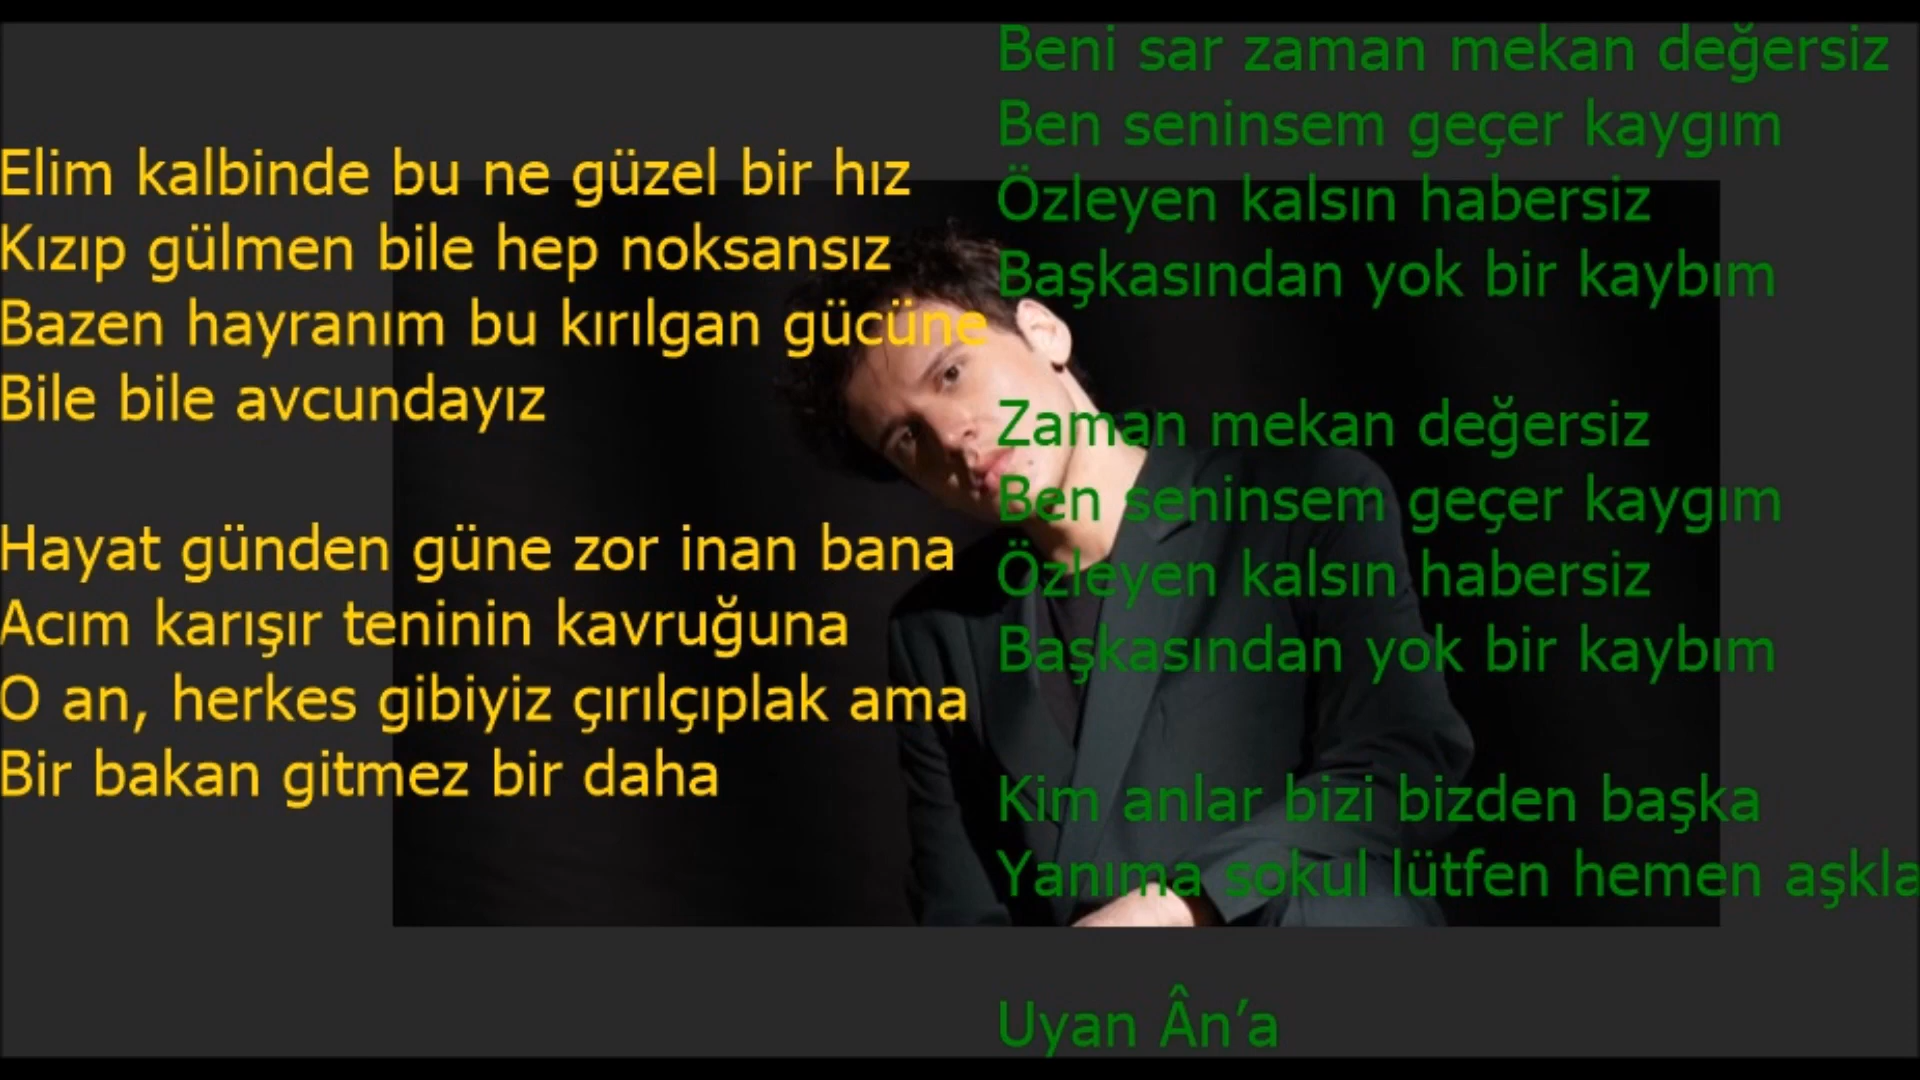 Elim kalbinde bu ne güzel bir hız
Kızıp gülmen bile hep noksansız
Bazen hayranım bu kırılgan gücüne
Bile bile avcundayız
Hayat günden güne zor inan bana
Acım karışır teninin kavruğuna
O an, herkes gibiyiz çırılçıplak ama
Bir bakan gitmez bir daha
Beni sar zaman mekan değersiz
Ben seninsem geçer kaygım
Özleyen kalsın habersiz
Başkasından yok bir kaybım
Zaman mekan değersiz
Ben seninsem geçer kaygım
Özleyen kalsın habersiz
Başkasından yok bir kaybım
Kim anlar bizi bizden başka
Yanıma sokul lütfen hemen aşkla
Uyan Ân’a